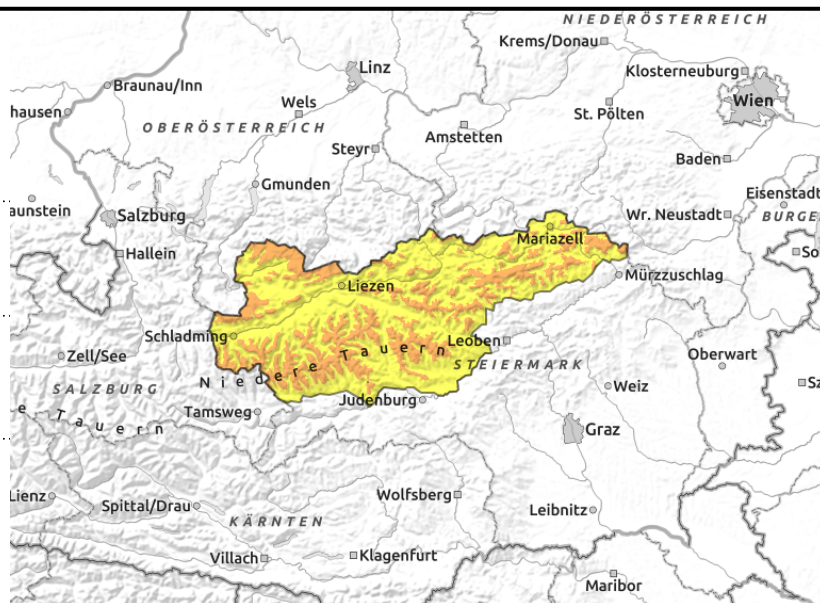 NIEDERÖSTERREICH
Krems/Donau
Linz
Klosterneuburg
Braunau/Inn
Wien
Wels
hausen
St. Pölten
OBERÖSTERREICH
Amstetten
Steyr
Baden
Gmunden
Eisenstadt
aunstein
Salzburg
Wr. Neustadt
BURGE
Mariazell
Hallein
So
Mürzzuschlag
Liezen
Schladming
Leoben
Zell/See
Niedere Tauern
Oberwart
STEIERMARK
SALZBURG
Weiz
Sz
Tamsweg
Judenburg
e Tauern
Graz
Lienz
Wolfsberg
Spittal/Drau
Leibnitz
KÄRNTEN
Villach
Klagenfurt
Maribor